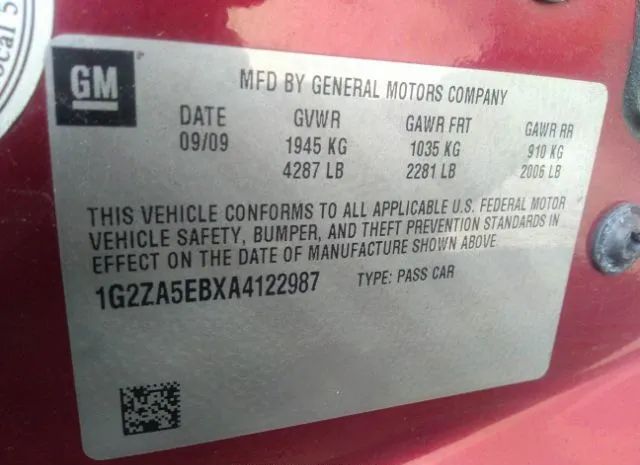 ocal 5
GM
MFD BY GENERAL MOTORS COMPANY
DATE GVWR GAWR FRT GAWR RR
09/09 1945 KG 1035 KG 910 KG
4287 LB 2281 LB 2006 LB
THIS VEHICLE CONFORMS TO ALL APPLICABLE U.S. FEDERAL MOTOR
VEHICLE SAFETY, BUMPER, AND THEFT PREVENTION STANDARDS IN
EFFECT ON THE DATE OF MANUFACTURE SHOWN ABOVE
1G2ZA5EBXA4122987 TYPE: PASS CAR